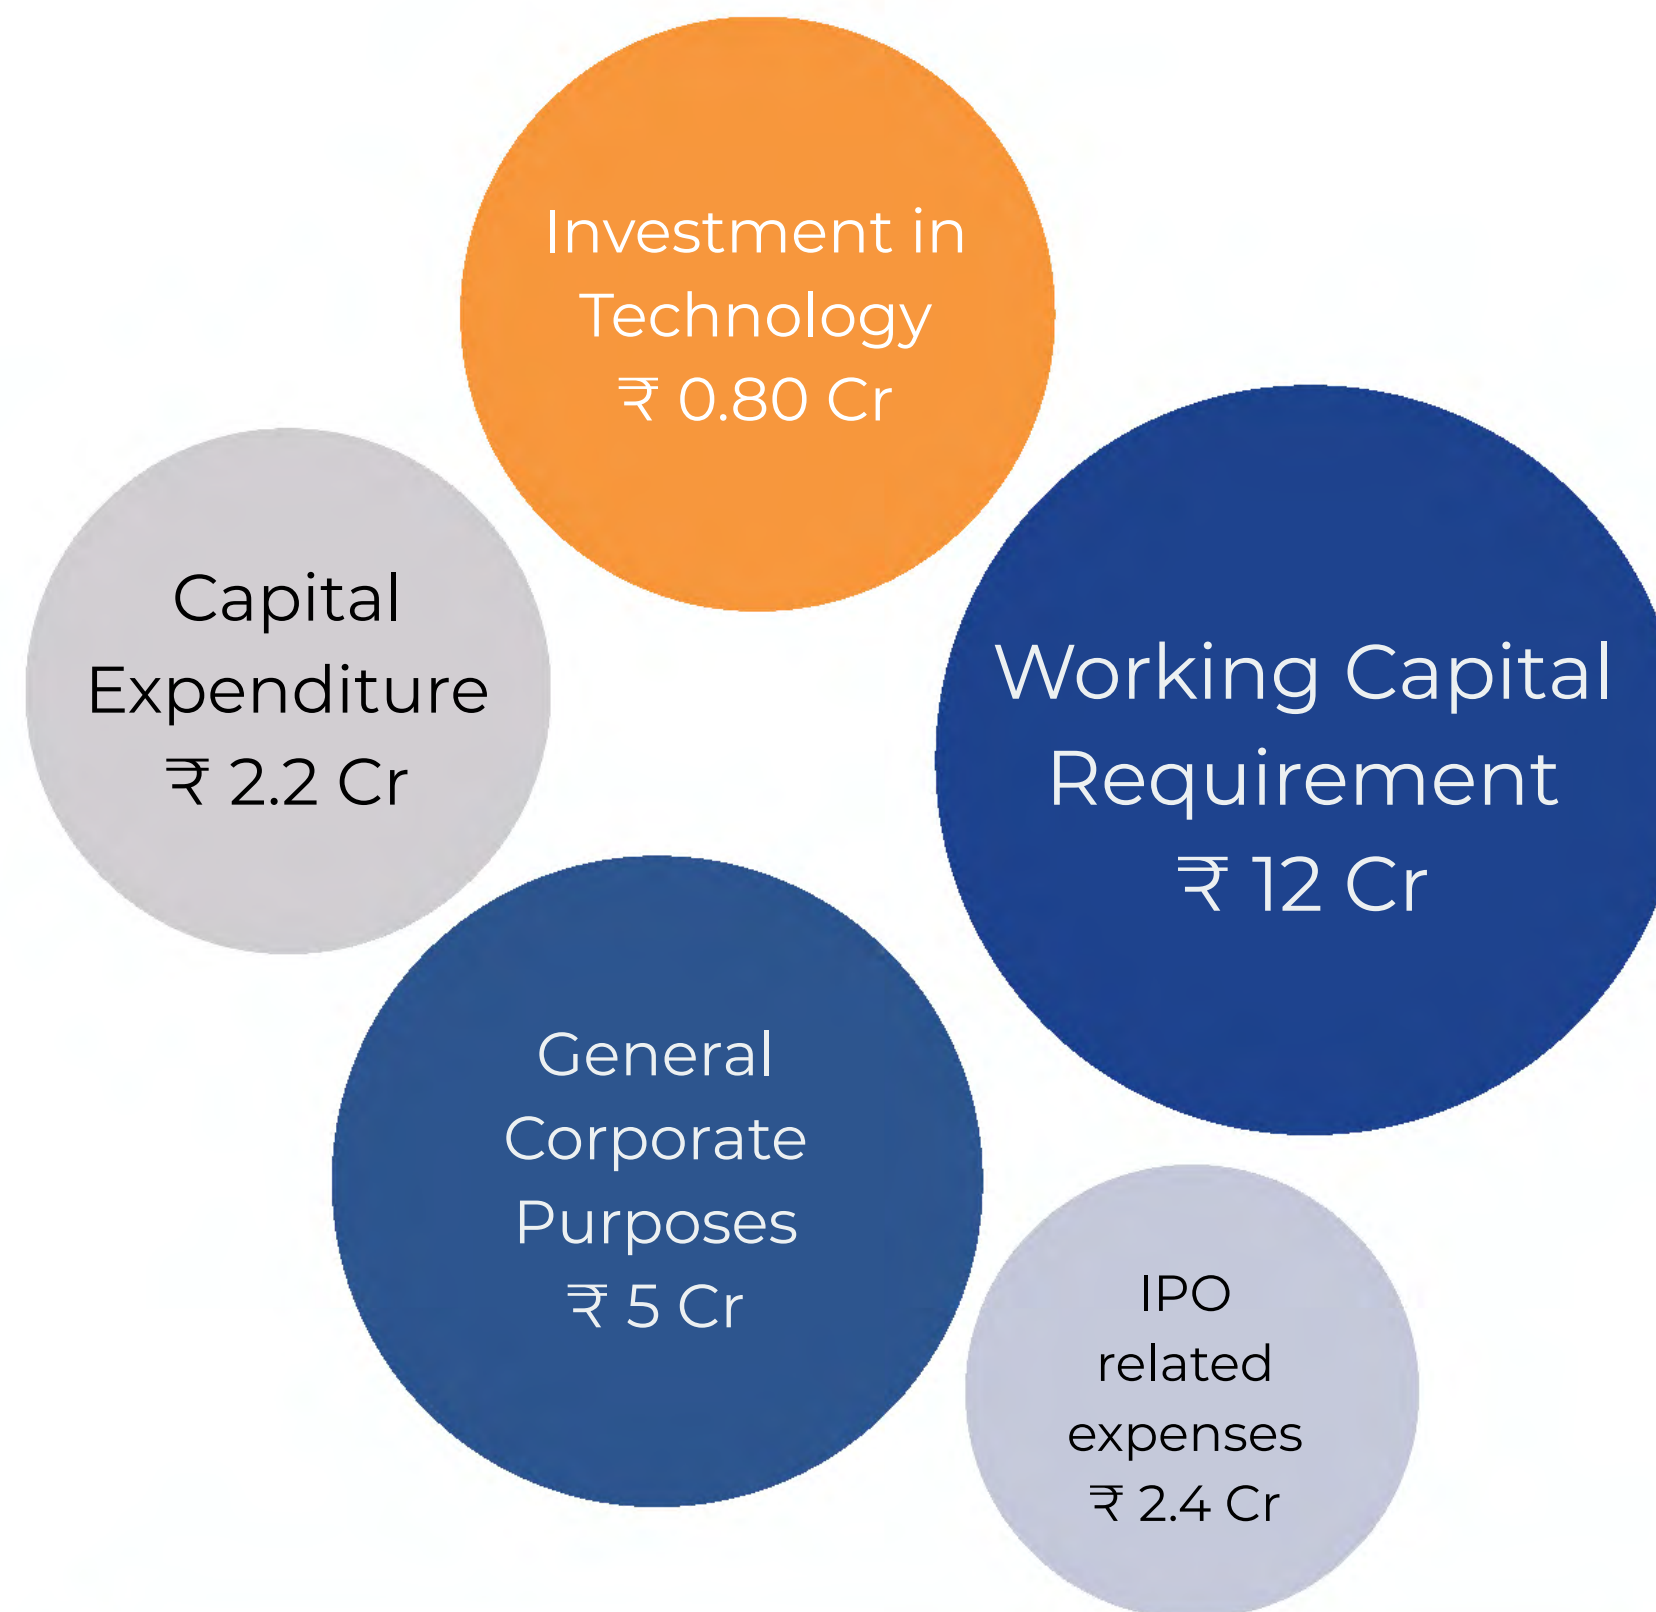 Investment in
Technology
₹ 0.80 Cr
Capital
Expenditure
₹ 2.2 Cr
Working Capital
Requirement
₹ 12 Cr
General
Corporate
Purposes
₹ 5 Cr
IPO
related
expenses
₹ 2.4 Cr